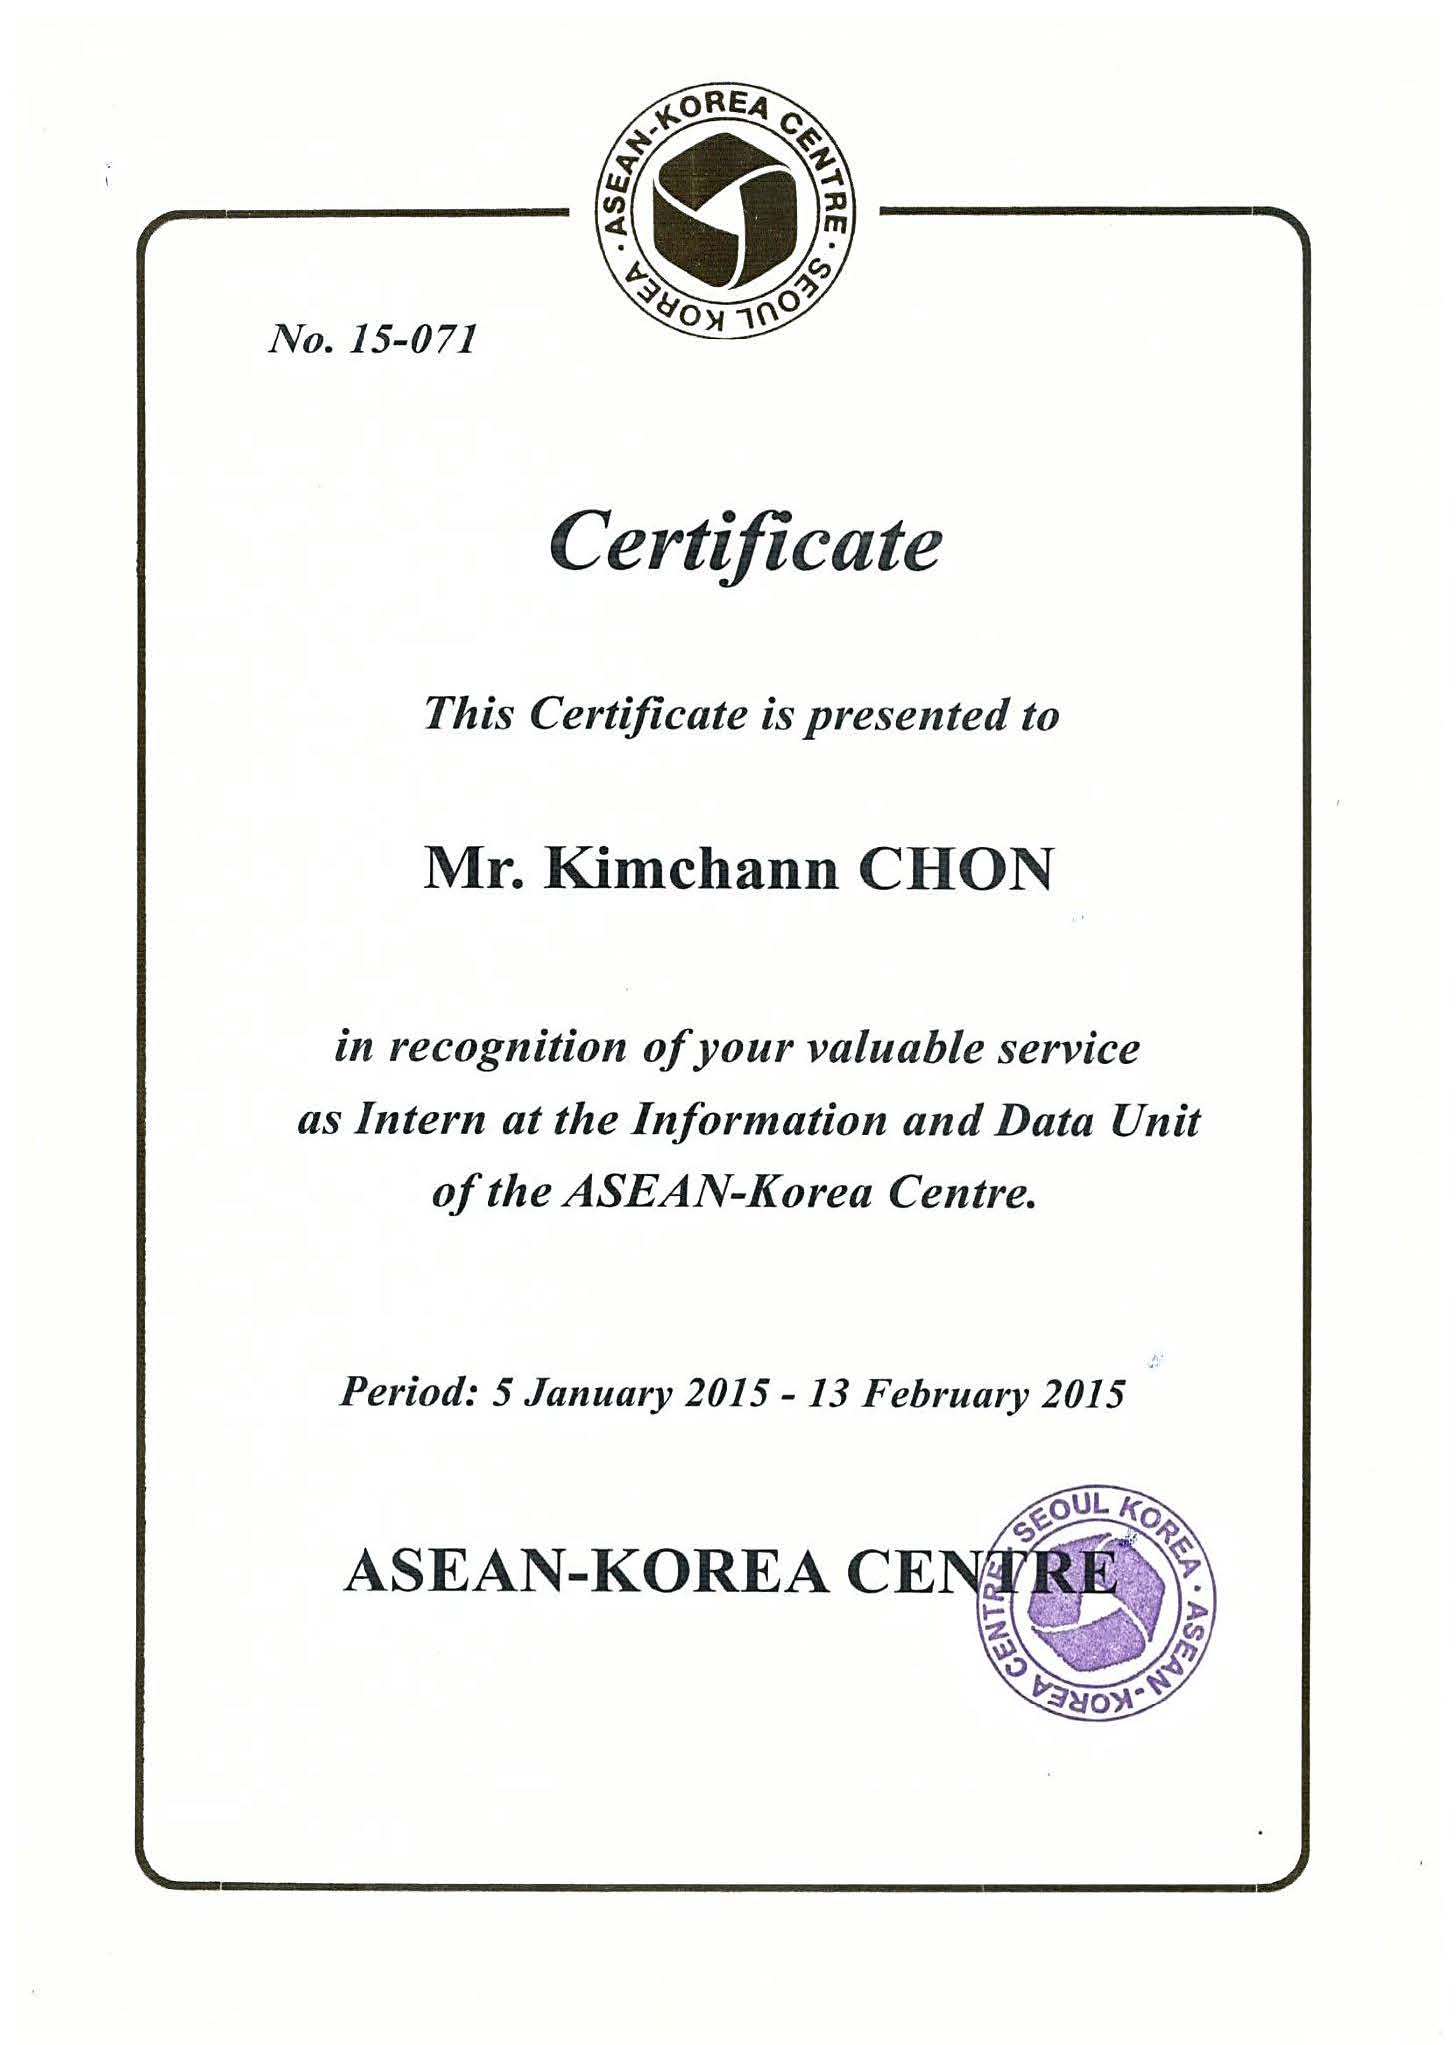 ASEAN-KOREA CENTRE · SEOUL KOREA ·
No. 15-071
Certificate
This Certificate is presented to
Mr. Kimchann CHON
in recognition of your valuable service
as Intern at the Information and Data Unit
of the ASEAN-Korea Centre.
Period: 5 January 2015 - 13 February 2015
ASEAN-KOREA CENTRE
ASEAN-KOREA CENTRE · SEOUL KOREA ·